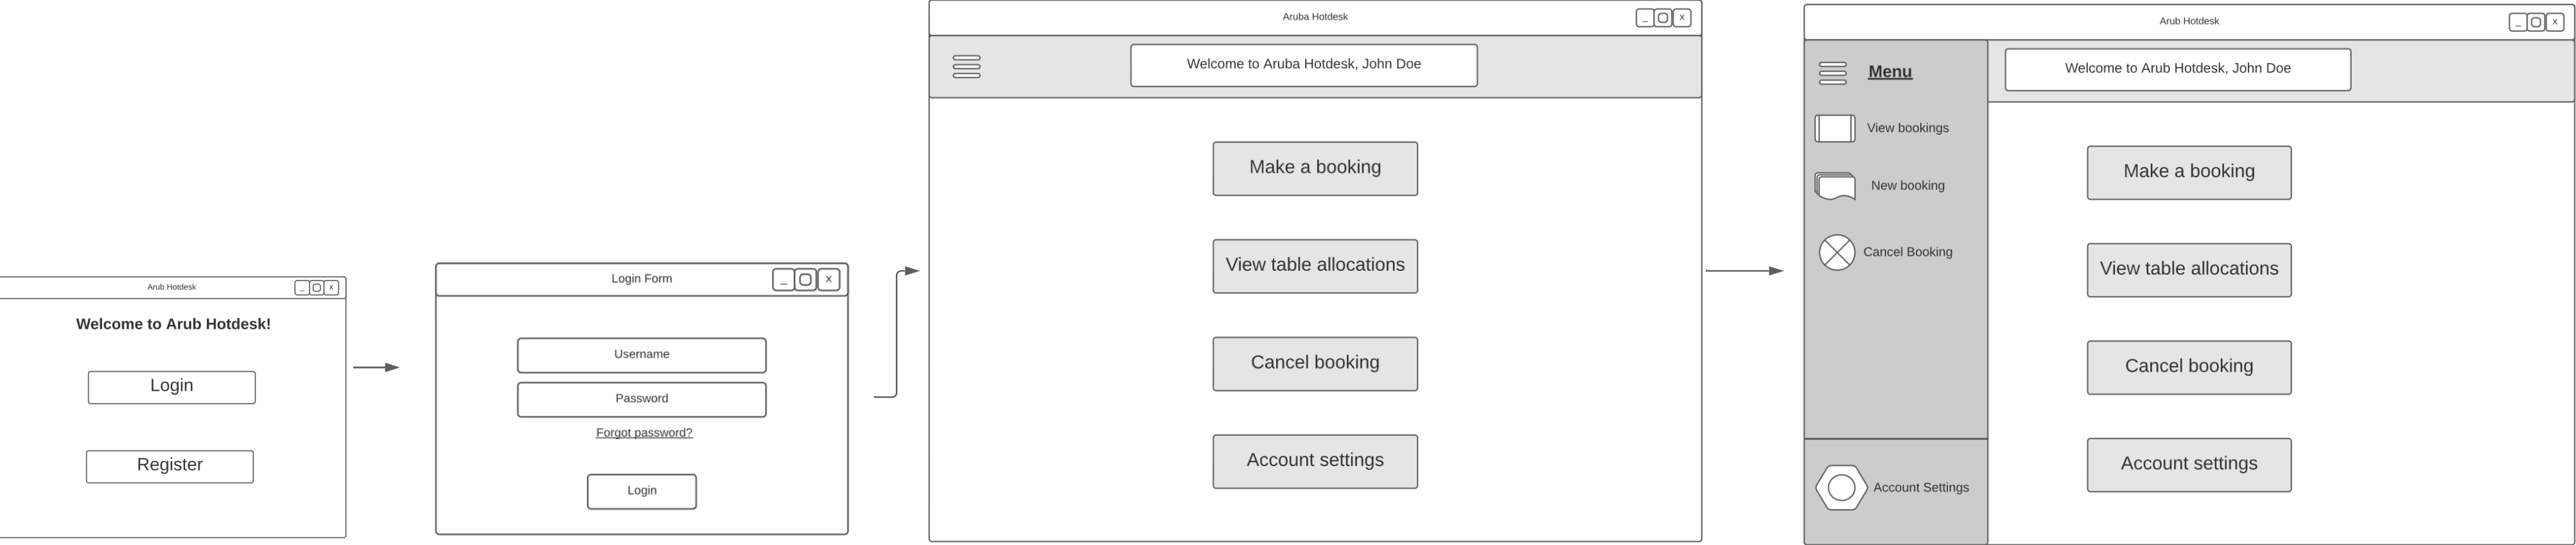 Arub Hotdesk
_
x
Welcome to Arub Hotdesk!
Login
Register
Login Form
_
x
Username
Password
Forgot password?
Login
Aruba Hotdesk
_
x
Welcome to Aruba Hotdesk, John Doe
Make a booking
View table allocations
Cancel booking
Account settings
Arub Hotdesk
_
x
Menu
View bookings
New booking
Cancel Booking
Account Settings
Welcome to Arub Hotdesk, John Doe
Make a booking
View table allocations
Cancel booking
Account settings